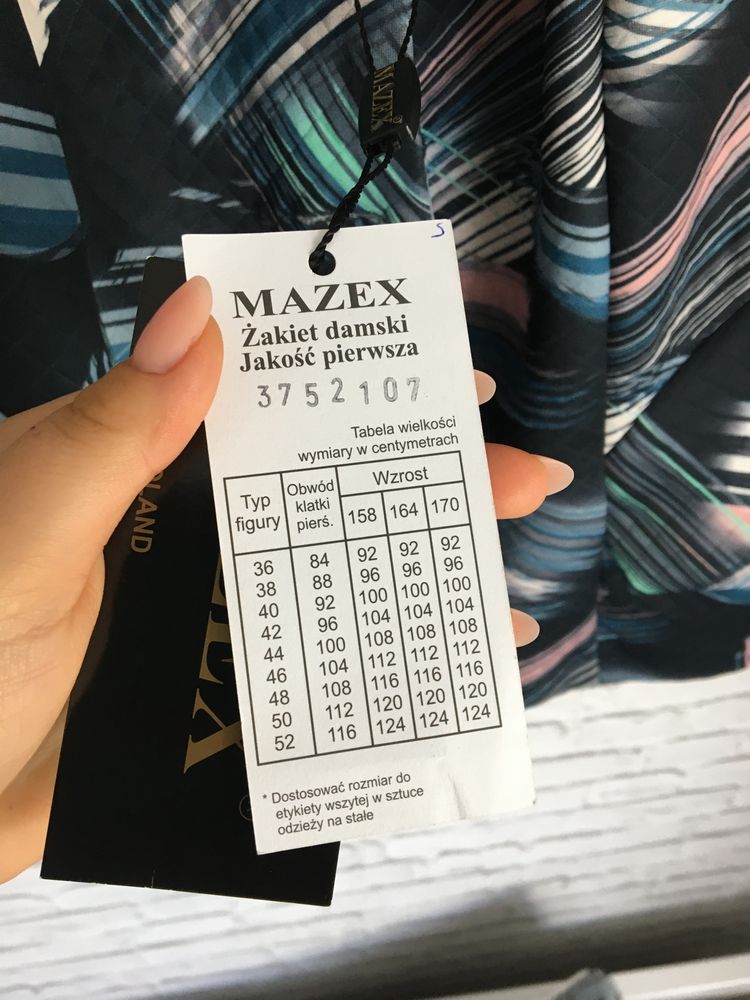 MAZEX
S
MAZEX
Żakiet damski
Jakość pierwsza
3752107
Tabela wielkości
wymiary w centymetrach
Typ figury Obwód klatki pierś. Wzrost
158 164 170
36 84 92 92 92
38 88 96 96 96
40 92 100 100 100
42 96 104 104 104
44 100 108 108 108
46 104 112 112 112
48 108 116 116 116
50 112 120 120 120
52 116 124 124 124
* Dostosować rozmiar do
etykiety wszytej w sztuce
odzieży na stałe